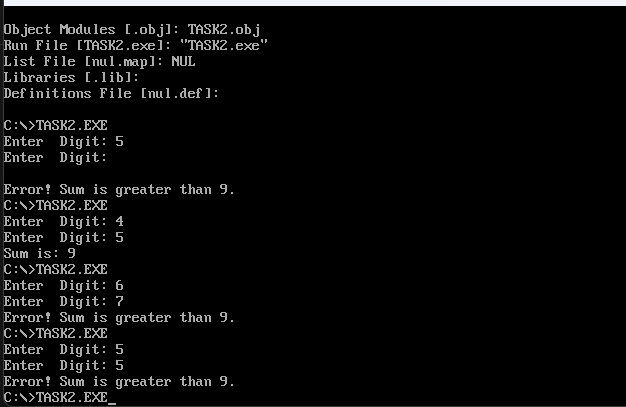 Object Modules [.obj]: TASK2.obj
Run File [TASK2.exe]: "TASK2.exe"
List File [nul.map]: NUL
Libraries [.lib]:
Definitions File [nul.def]:
C:\>TASK2.EXE
Enter  Digit: 5
Enter  Digit:
Error! Sum is greater than 9.
C:\>TASK2.EXE
Enter  Digit: 4
Enter  Digit: 5
Sum is: 9
C:\>TASK2.EXE
Enter  Digit: 6
Enter  Digit: 7
Error! Sum is greater than 9.
C:\>TASK2.EXE
Enter  Digit: 5
Enter  Digit: 5
Error! Sum is greater than 9.
C:\>TASK2.EXE_